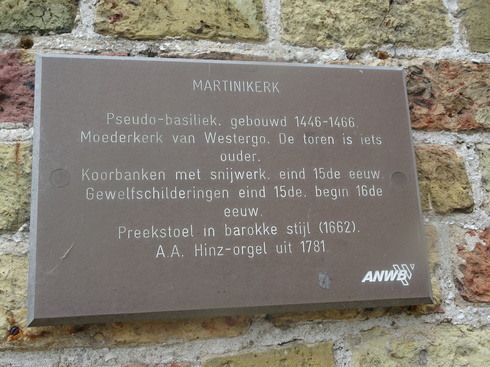 MARTINIKERK
Pseudo-basiliek, gebouwd 1446-1466.
Moederkerk van Westergo. De toren is iets
ouder.
Koorbanken met snijwerk, eind 15de eeuw.
Gewelfschilderingen eind 15de, begin 16de
eeuw.
Preekstoel in barokke stijl (1662).
A.A. Hinz-orgel uit 1781
ANWB